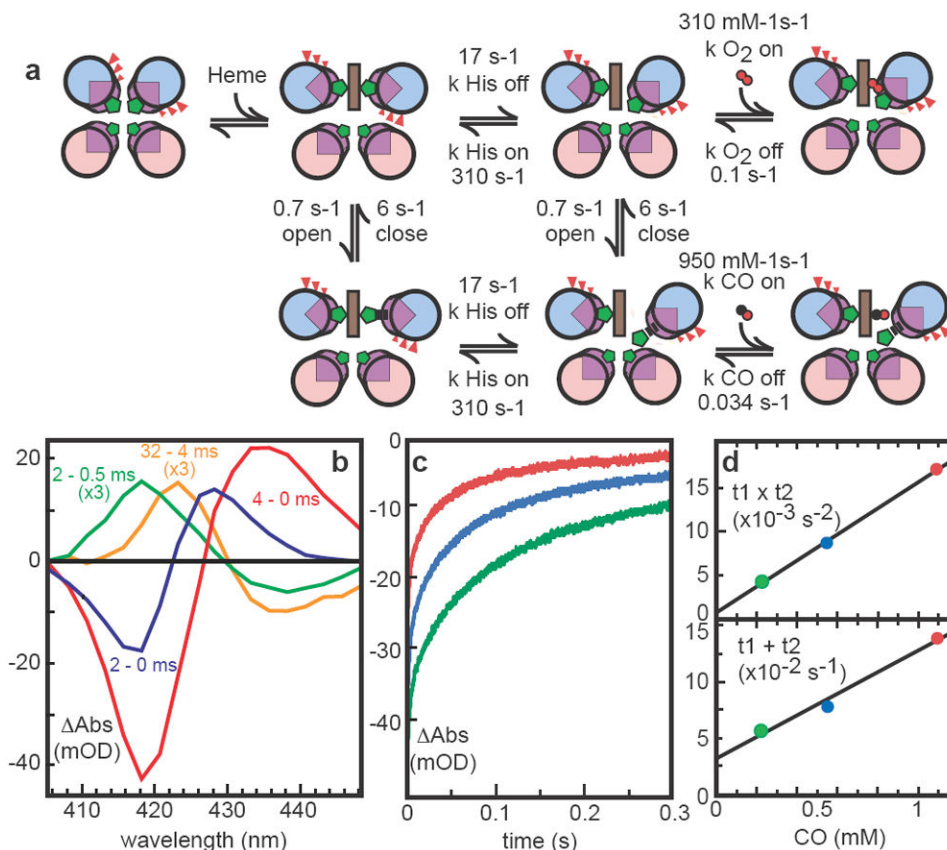 a
Heme
17 s-1
k His off
k His on
310 s-1
310 mM-1s-1
k O2 on
k O2 off
0.1 s-1
0.7 s-1
open
6 s-1
close
0.7 s-1
open
6 s-1
close
17 s-1
k His off
k His on
310 s-1
950 mM-1s-1
k CO on
k CO off
0.034 s-1
b
20
0
-20
-40
2 - 0.5 ms
(x3)
32 - 4 ms
(x3)
4 - 0 ms
2 - 0 ms
ΔAbs
(mOD)
410
420
430
440
wavelength (nm)
c
0
-10
-20
-30
-40
ΔAbs
(mOD)
0
0.1
0.2
0.3
time (s)
d
15
10
5
0
t1 x t2
(x10-3 s-2)
10
5
0
t1 + t2
(x10-2 s-1)
0
0.5
1
CO (mM)